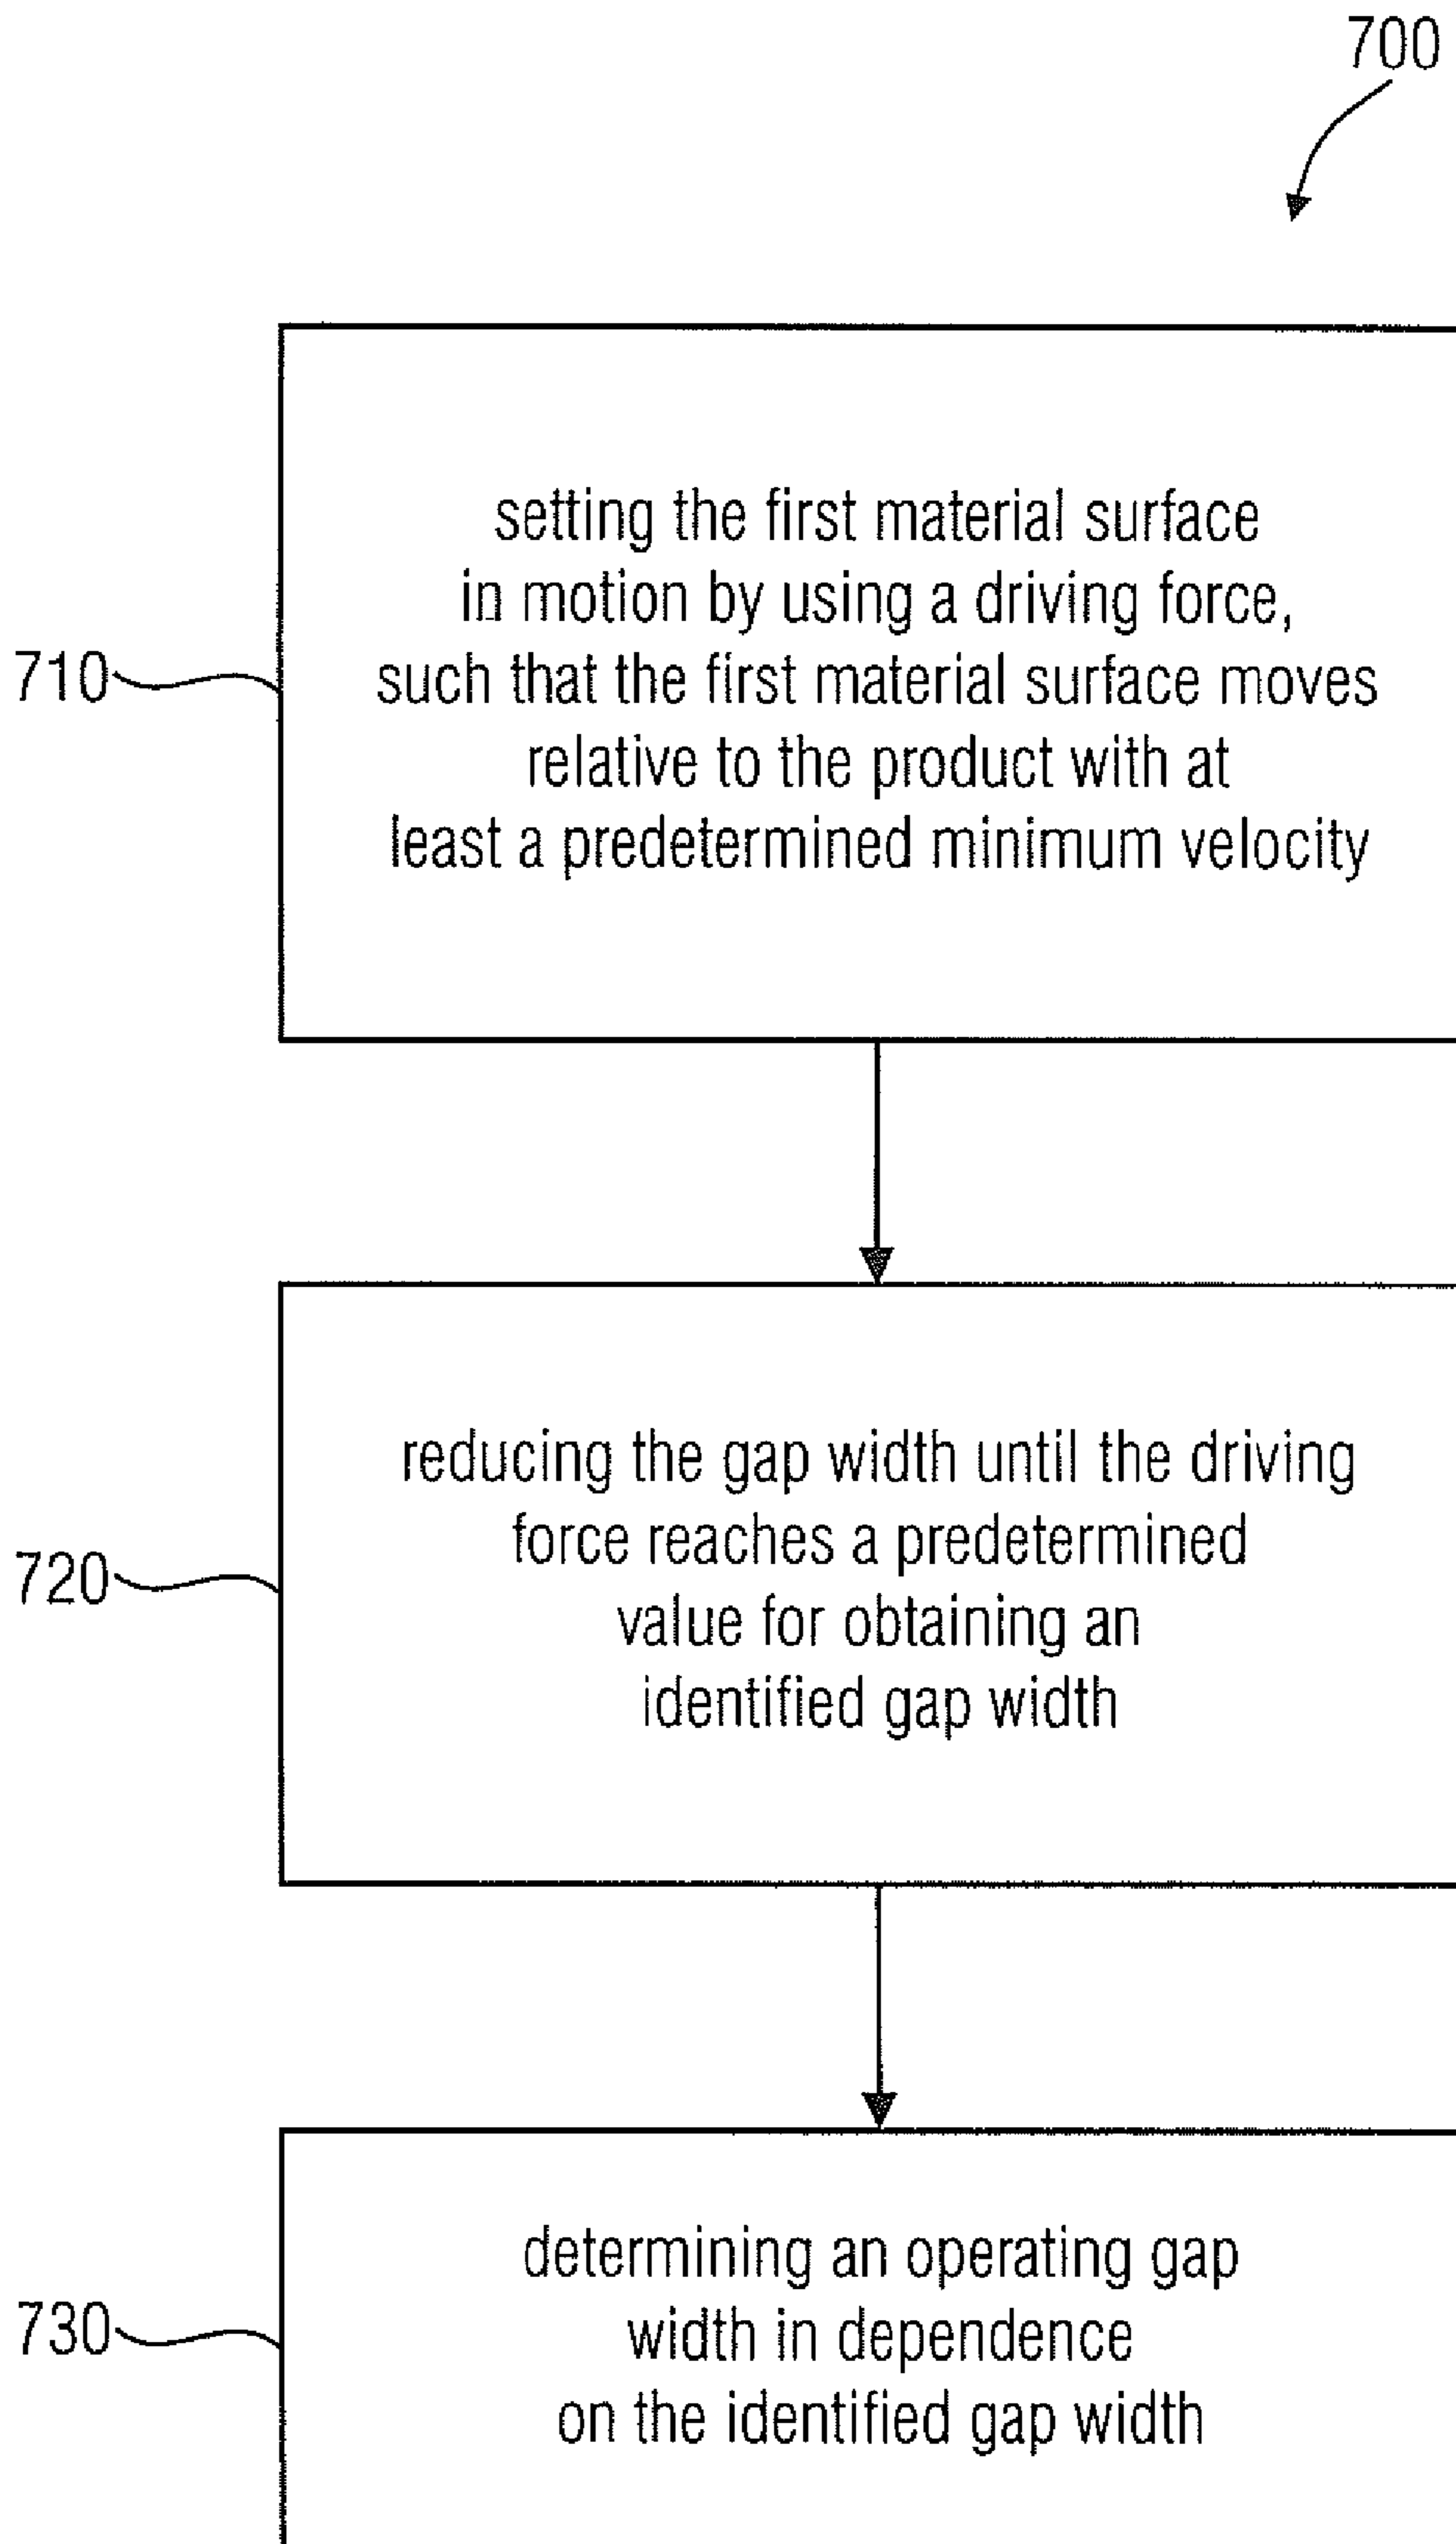 700
setting the first material surface
in motion by using a driving force,
such that the first material surface moves
relative to the product with at
least a predetermined minimum velocity
710
reducing the gap width until the driving
force reaches a predetermined
value for obtaining an
identified gap width
720
determining an operating gap
width in dependence
on the identified gap width
730